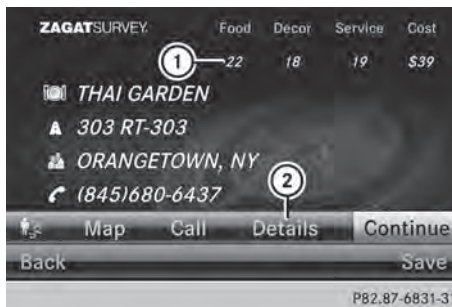 ZAGATSURVEY. Food Decor Service Cost
1 22 18 19 $39
THAI GARDEN
303 RT-303
ORANGETOWN, NY
(845)680-6437
2
Map Call Details Continue
Back Save
P82.87-6831-31